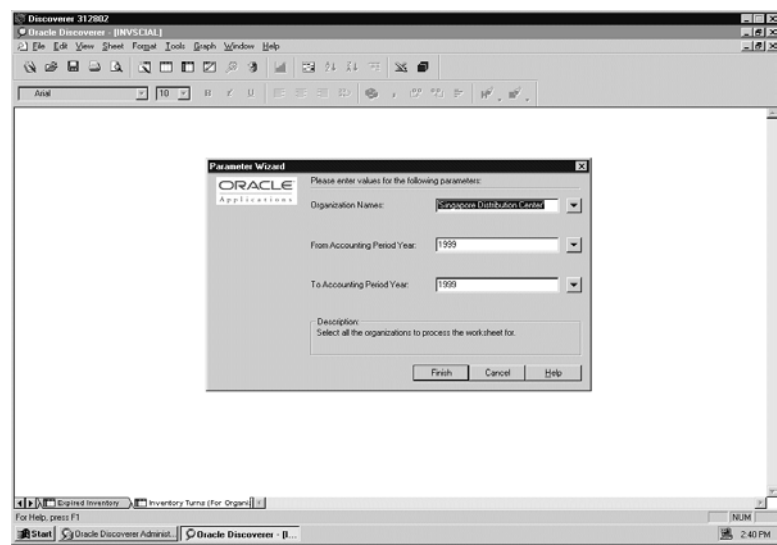 Discoverer 312802
Oracle Discoverer - [INVSCIAL]
File Edit View Sheet Format Tools Graph Window Help
Arial 10 B I U
Parameter Wizard
ORACLE
Applications
Please enter values for the following parameters:
Organization Names: 'Singapore Distribution Center'
From Accounting Period Year: 1999
To Accounting Period Year: 1999
Description:
Select all the organizations to process the worksheet for.
Finish Cancel Help
Expired Inventory Inventory Turns (For Organi
For Help, press F1 NUM
Start Oracle Discoverer Administ... Oracle Discoverer - [I... 2:40 PM